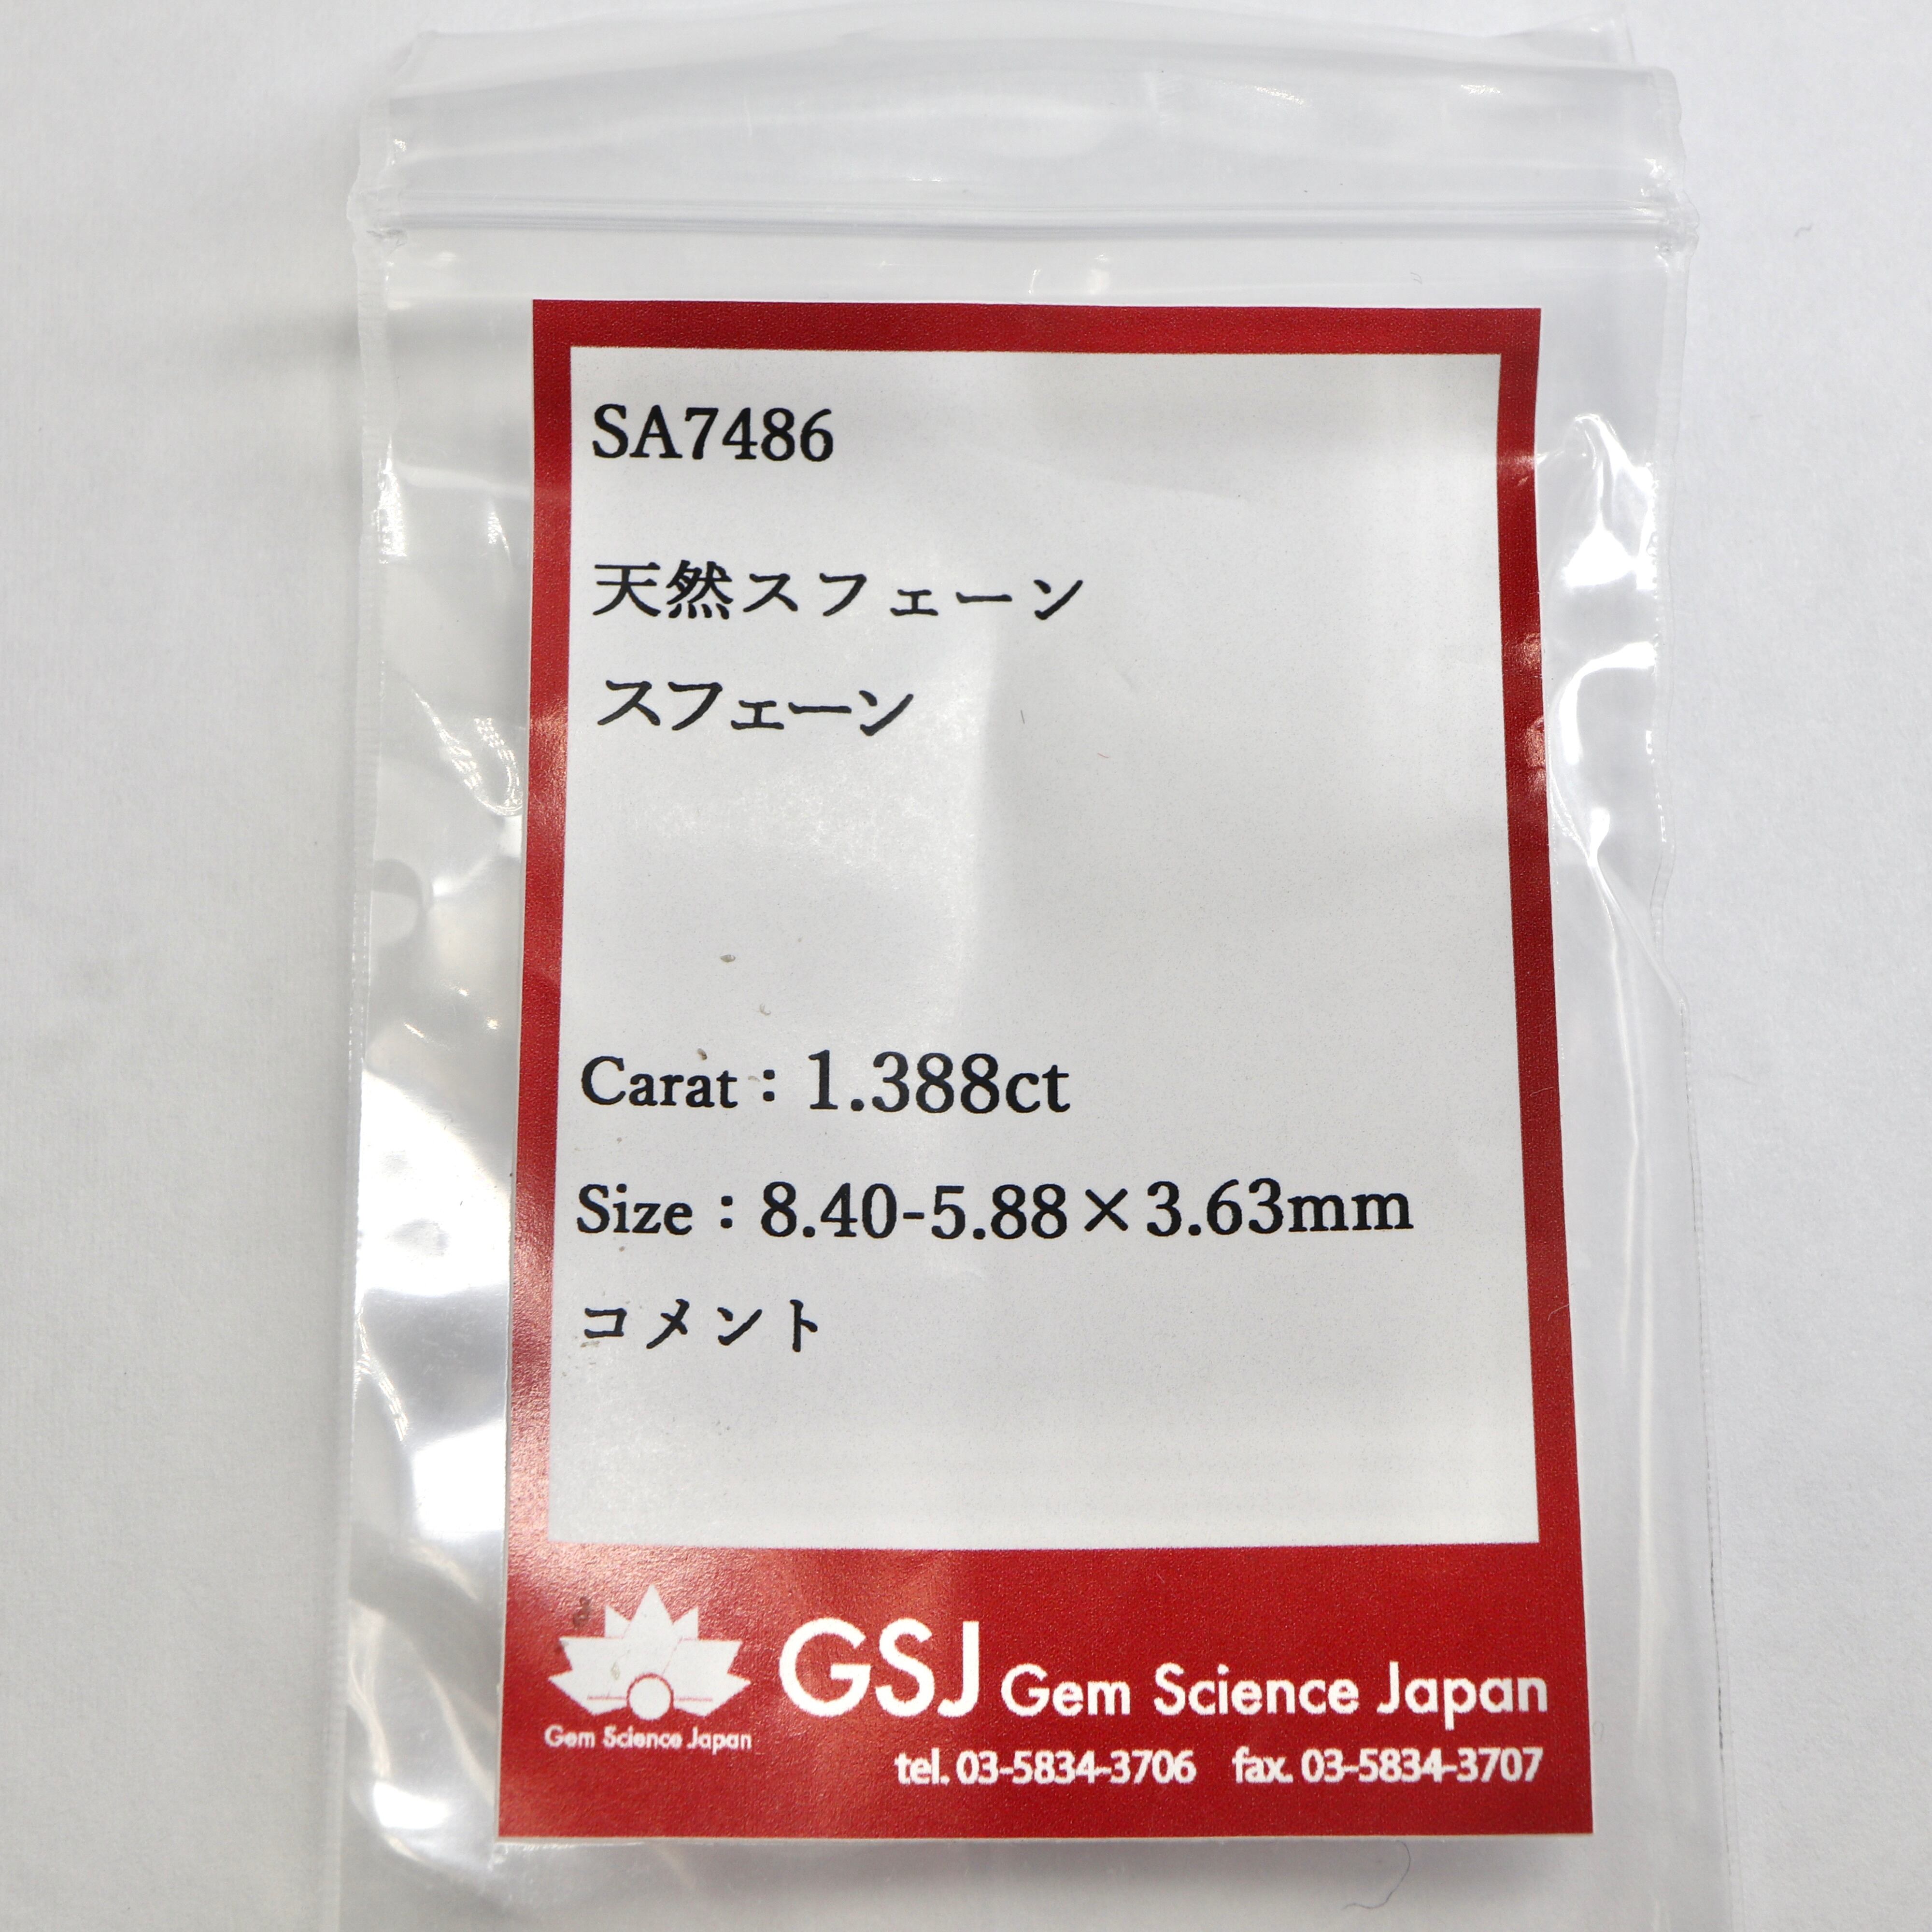 SA7486
天然スフェーン
スフェーン
Carat：1.388ct
Size：8.40-5.88×3.63mm
コメント
GSJ Gem Science Japan
Gem Science Japan
tel. 03-5834-3706 fax. 03-5834-3707